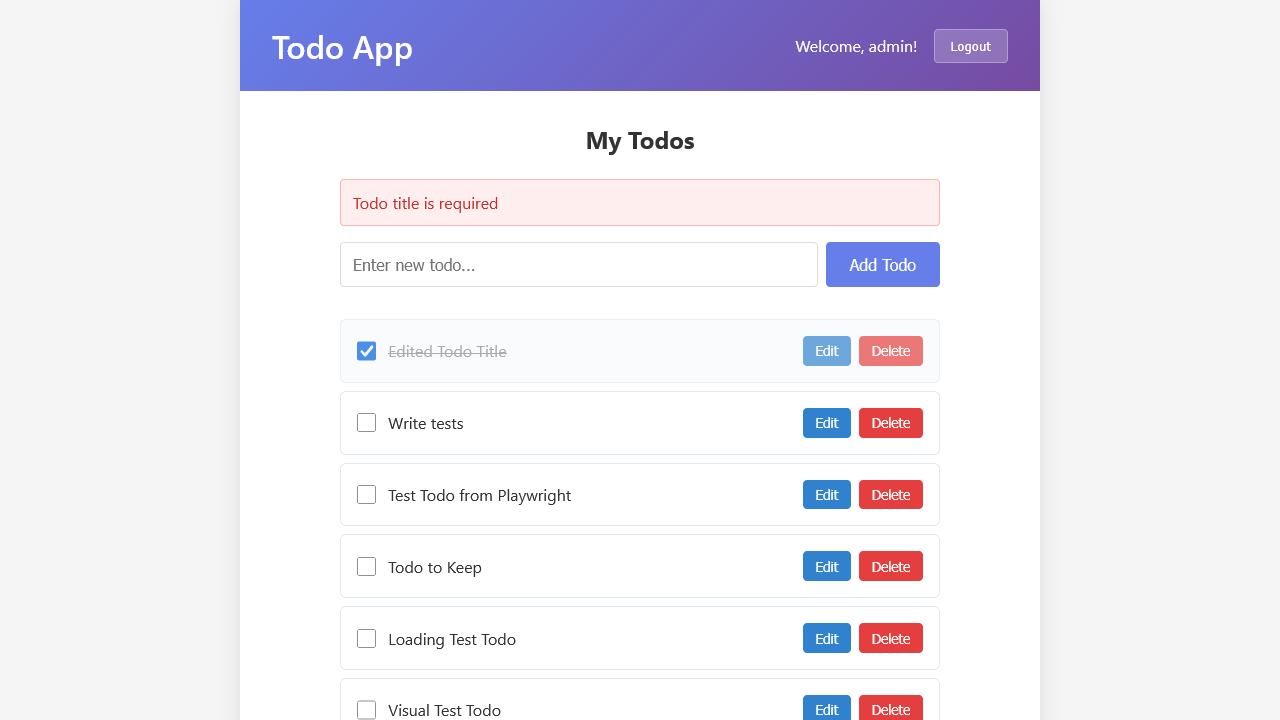 Todo App
Welcome, admin!
Logout
My Todos
Todo title is required
Enter new todo...
Add Todo
Edited Todo Title
Edit
Delete
Write tests
Edit
Delete
Test Todo from Playwright
Edit
Delete
Todo to Keep
Edit
Delete
Loading Test Todo
Edit
Delete
Visual Test Todo
Edit
Delete